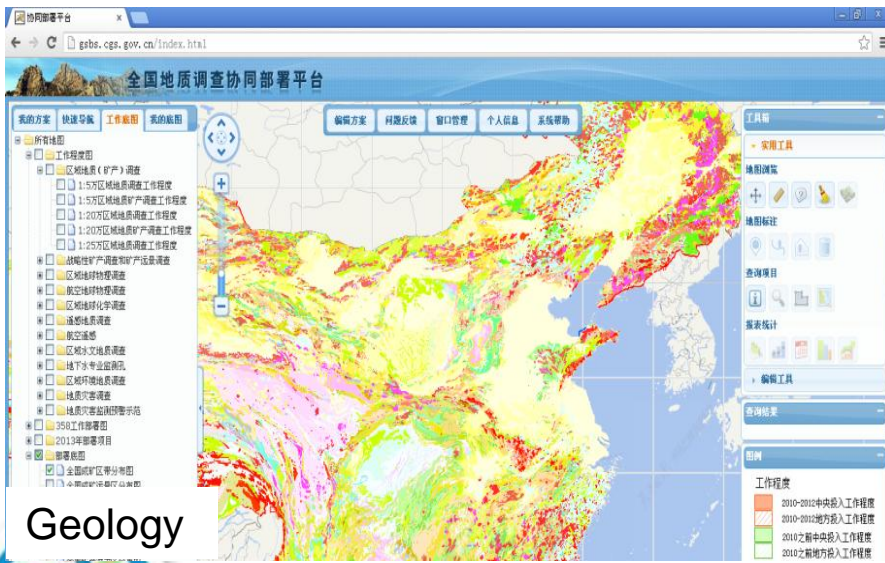 协同部署平台
gsbs.cgs.gov.cn/index.html
全国地质调查协同部署平台
我的方案 快速导航 工作底图 我的底图
编辑方案 问题反馈 窗口管理 个人信息 系统帮助
所有地图
工作程度图
区域地质(矿产)调查
1:5万区域地质调查工作程度
1:5万区域地质矿产调查工作程度
1:20万区域地质调查工作程度
1:20万区域地质矿产调查工作程度
1:25万区域地质调查工作程度
战略性矿产调查和矿产远景调查
区域地球物理调查
航空地球物理调查
区域地球化学调查
遥感地质调查
航空遥感
区域水文地质调查
地下水专业监测孔
区域环境地质调查
地质灾害调查
地质灾害监测预警示范
358工作部署图
2013年部署项目
部署底图
全国成矿区带分布图
Geology
工具箱
实用工具
地图浏览
地图标注
查询项目
报表统计
编辑工具
查询结果
图例
工作程度
2010-2012中央投入工作程度
2010-2012地方投入工作程度
2010之前中央投入工作程度
2010之前地方投入工作程度